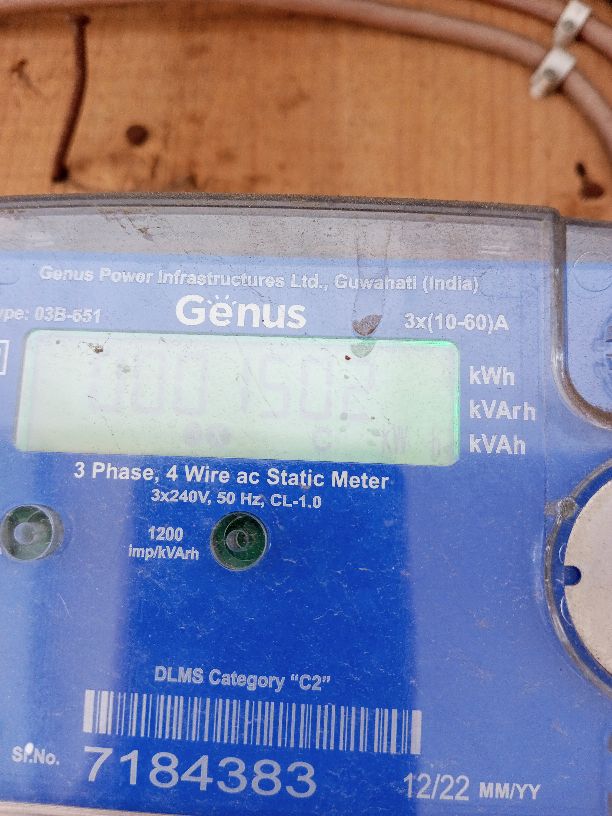 Genus Power Infrastructures Ltd., Guwahati (India)
ype: 03B-651
Genus
3x(10-60)A
0001502
kWh
kVArh
kVAh
3 Phase, 4 Wire ac Static Meter
3x240V, 50 Hz, CL-1.0
1200
imp/kVArh
DLMS Category "C2"
Sr.No.
7184383
12/22 MM/YY